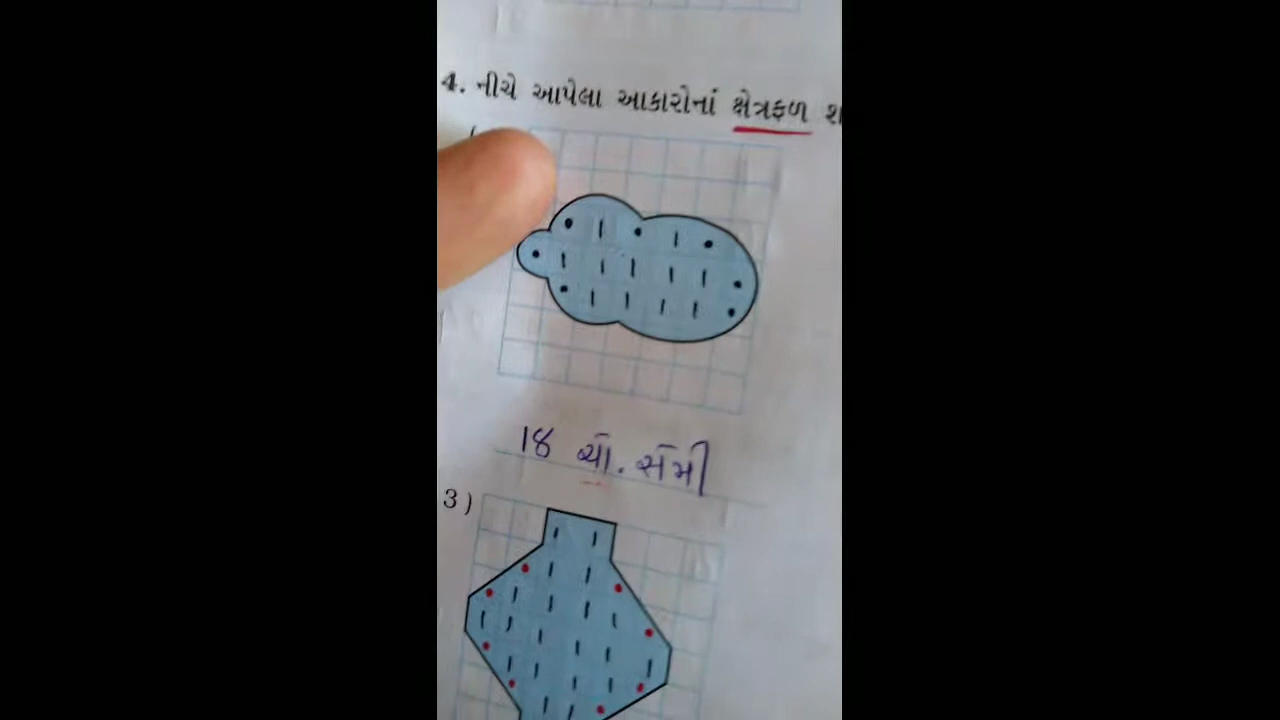 4. નીચે આપેલા આકારોનાં ક્ષેત્રફળ
18 ચો. સેમી
3)